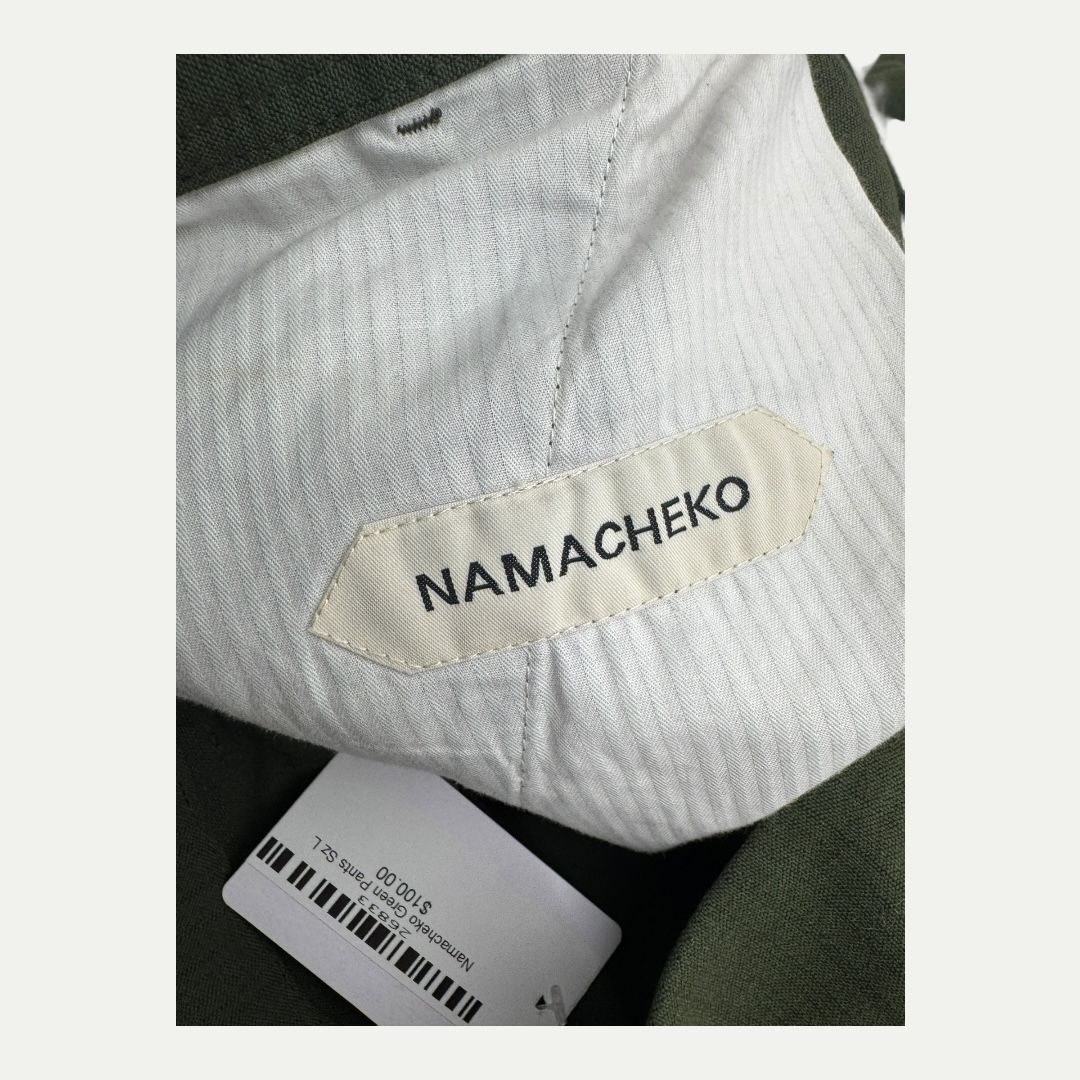 NAMACHEKO
Namacheko Green Pants Sz L
$100.00
26833